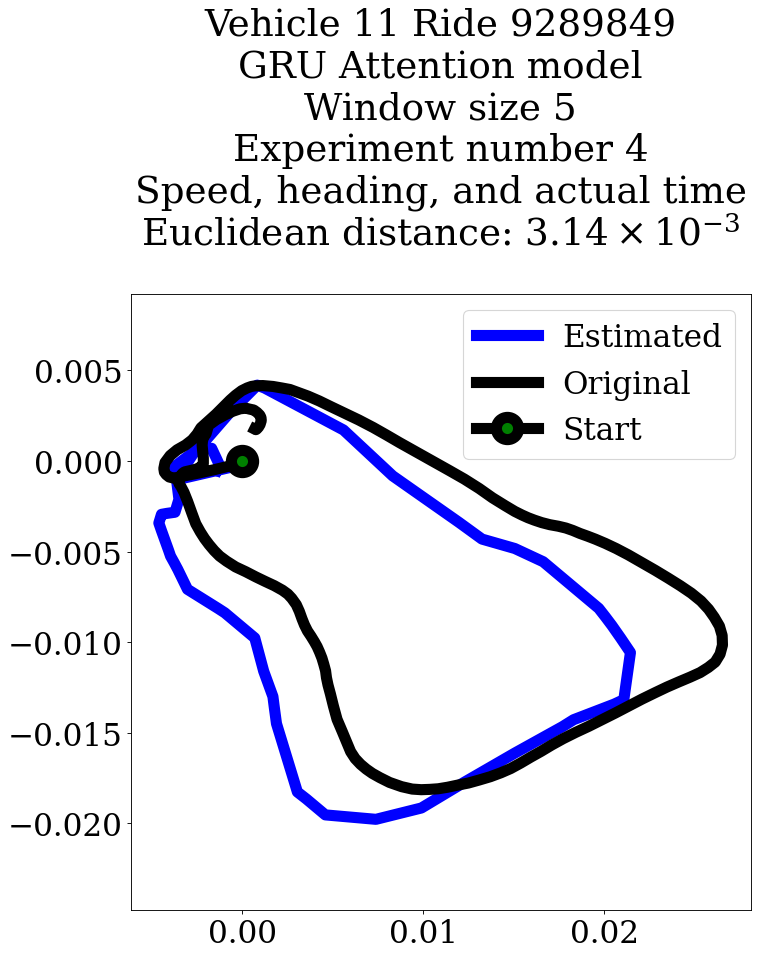 Vehicle 11 Ride 9289849
GRU Attention model
Window size 5
Experiment number 4
Speed, heading, and actual time
Euclidean distance: 3.14 × 10⁻³
Estimated
Original
Start
0.005
0.000
−0.005
−0.010
−0.015
−0.020
0.00 0.01 0.02